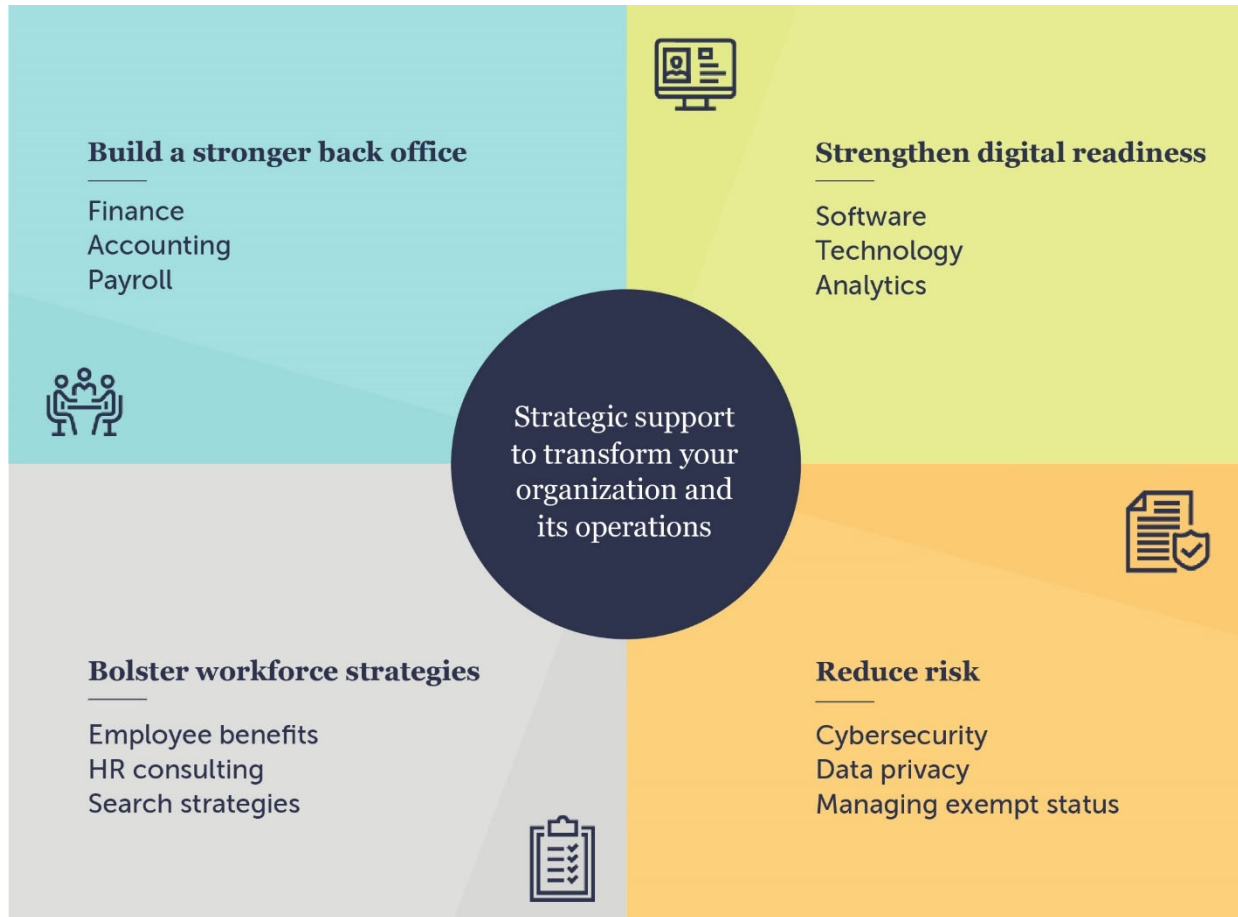 Build a stronger back office
Finance
Accounting
Payroll
Strengthen digital readiness
Software
Technology
Analytics
Strategic support
to transform your
organization and
its operations
Bolster workforce strategies
Employee benefits
HR consulting
Search strategies
Reduce risk
Cybersecurity
Data privacy
Managing exempt status